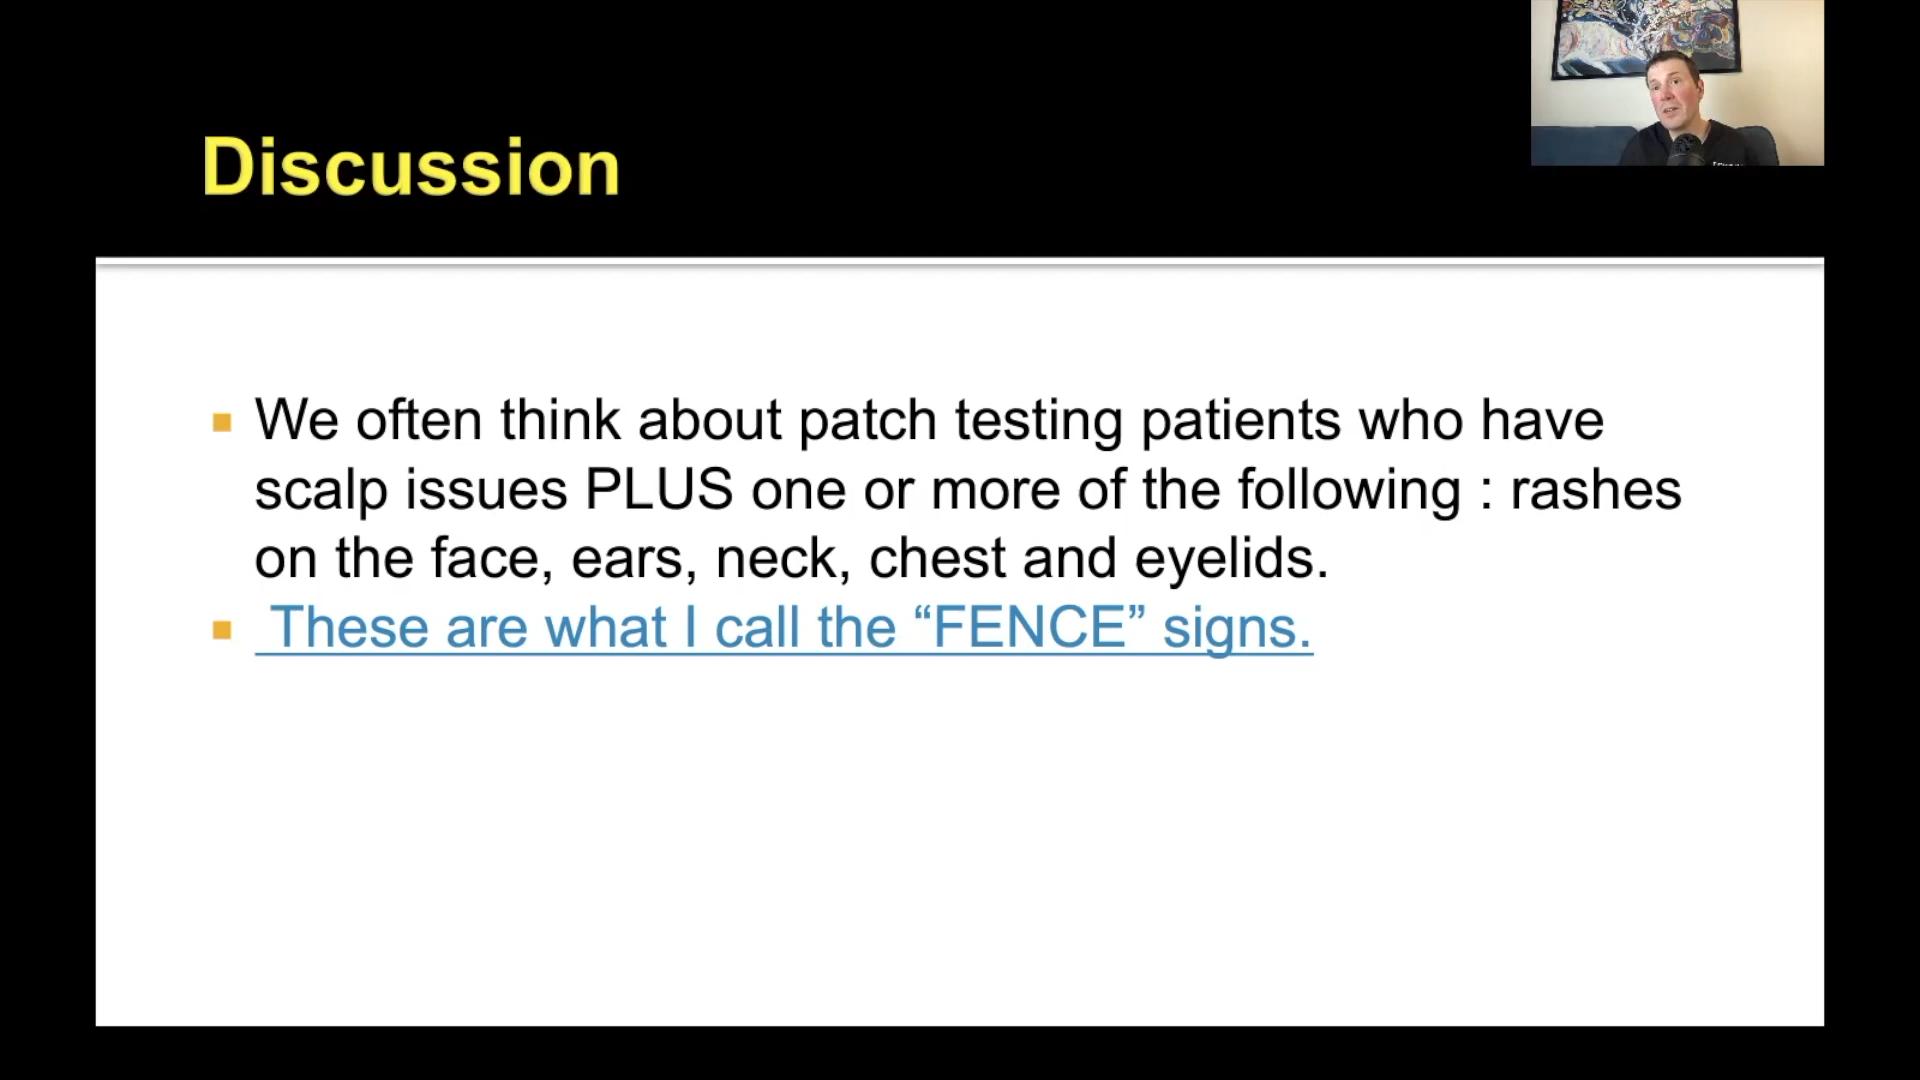 Discussion
We often think about patch testing patients who have
scalp issues PLUS one or more of the following : rashes
on the face, ears, neck, chest and eyelids.
These are what I call the “FENCE” signs.